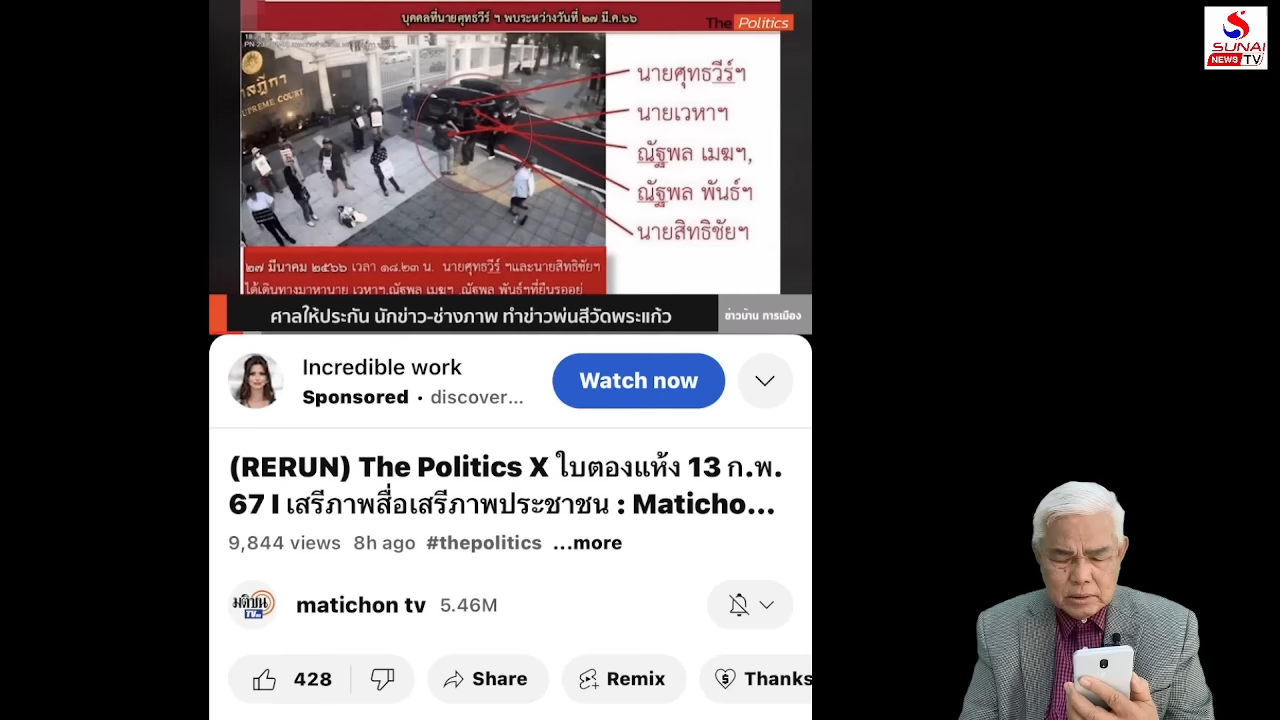 บุคคลที่นายศุทธวีร์ ฯ พบระหว่างวันที่ ๒๗ มี.ค.๖๖
The Politics
SUNAI
NEWS TV
SUPREME COURT
นายศุทธวีร์ฯ
นายเวหาฯ
ณัฐพล เมฆฯ,
ณัฐพล พันธ์ฯ
นายสิทธิชัยฯ
๒๗ มีนาคม ๒๕๖๖ เวลา ๑๘.๒๓ น. นายศุทธวีร์ ฯและนายสิทธิชัยฯ
ได้เดินทางมาหานาย เวหาฯ,ณัฐพล เมฆฯ ,ณัฐพล พันธ์ฯที่ยืนรออยู่
ศาลให้ประกัน นักข่าว-ช่างภาพ ทำข่าวพ่นสีวัดพระแก้ว
ข่าวบ้าน การเมือง
Incredible work
Sponsored · discover...
Watch now
(RERUN) The Politics X ใบตองแห้ง 13 ก.พ.
67 I เสรีภาพสื่อเสรีภาพประชาชน : Maticho...
9,844 views 8h ago #thepolitics ...more
มติชน
TV
matichon tv 5.46M
428
Share
Remix
Thanks